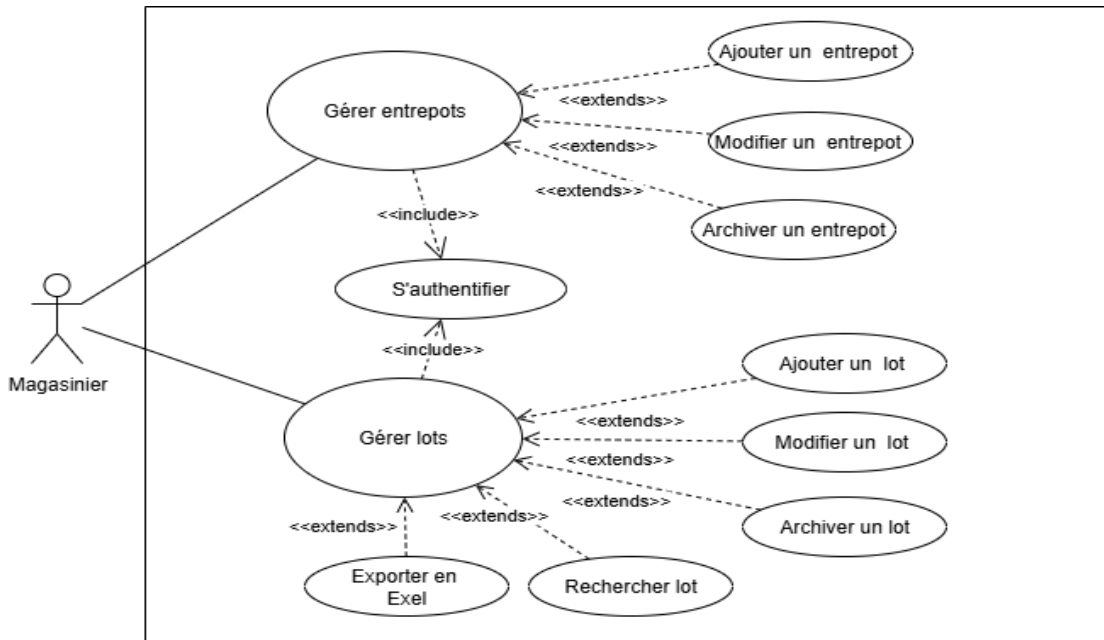 Ajouter un entrepot
Gérer entrepots
<<extends>>
Modifier un entrepot
<<extends>>
<<extends>>
<<include>>
Archiver un entrepot
S'authentifier
<<include>>
Ajouter un lot
Magasinier
<<extends>>
Gérer lots
Modifier un lot
<<extends>>
<<extends>>
<<extends>>
<<extends>>
Archiver un lot
Exporter en
Exel
Rechercher lot